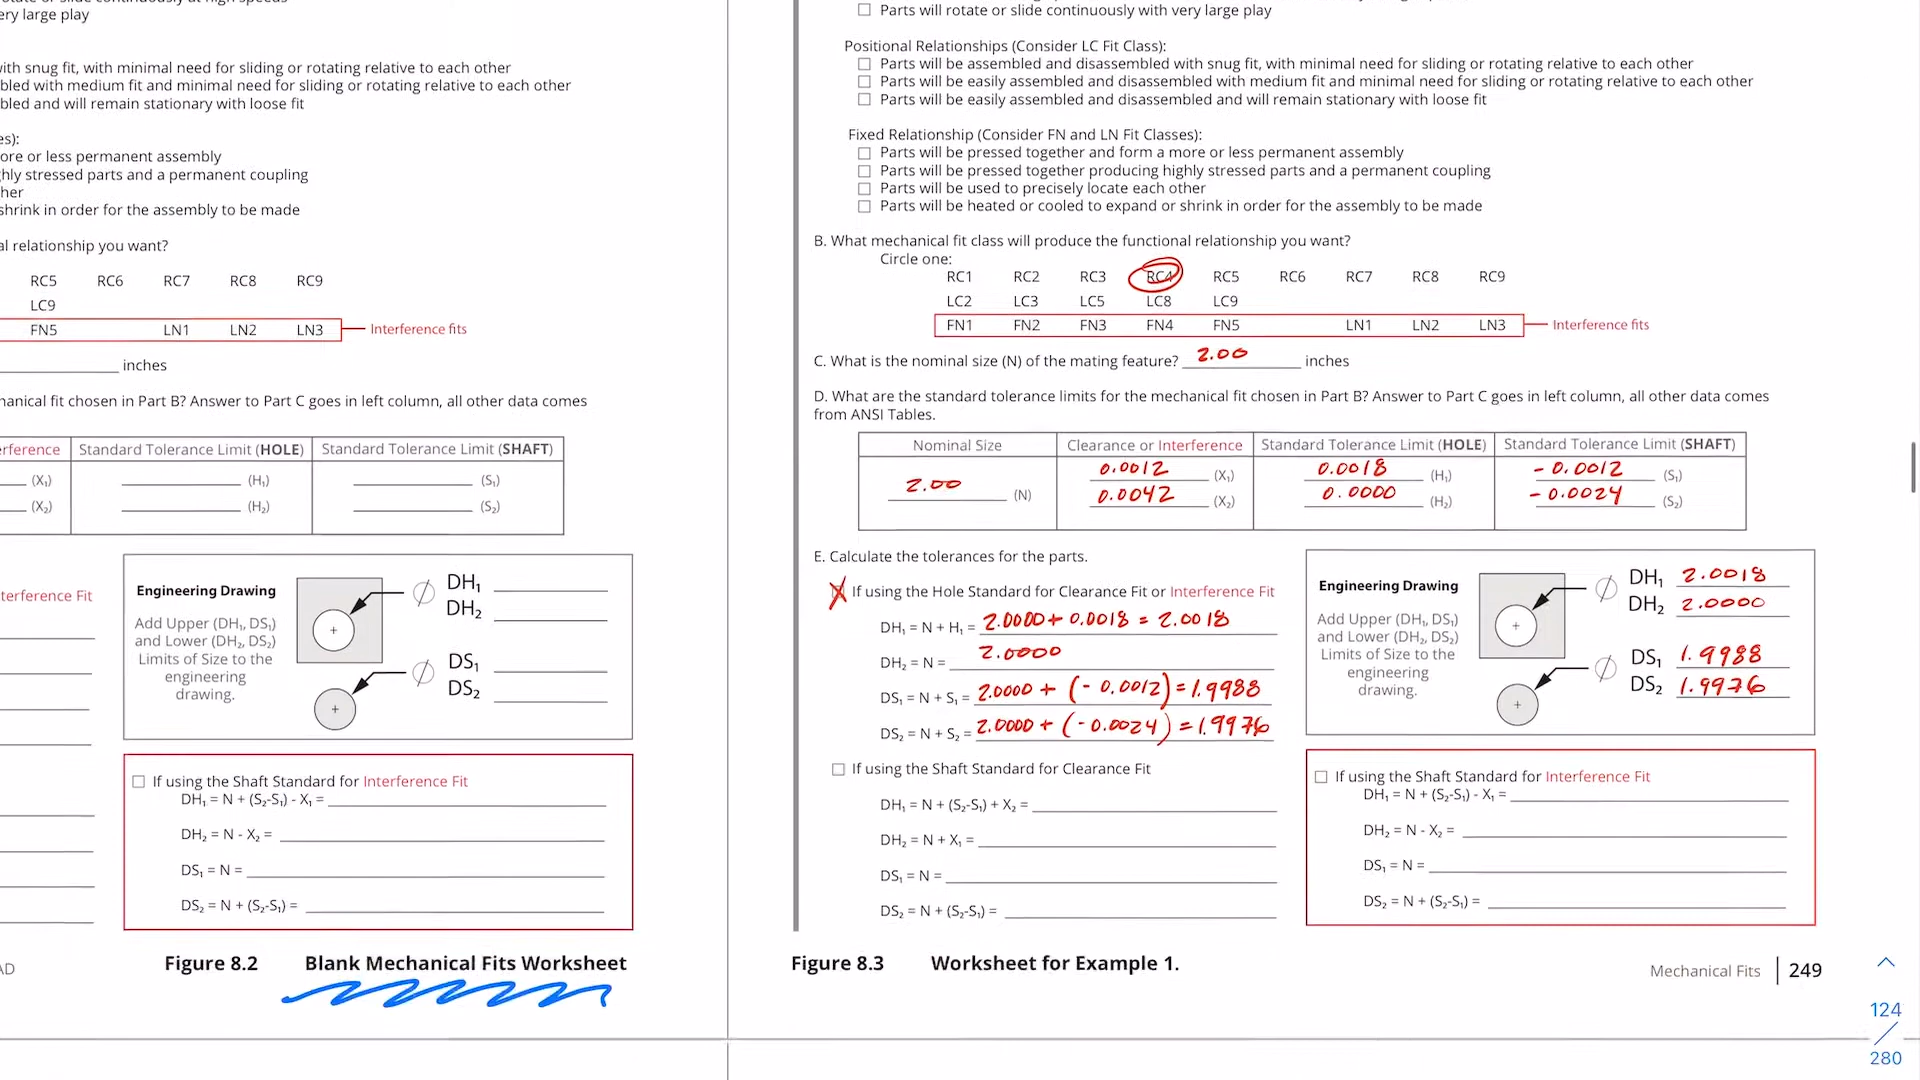 ery large play
with snug fit, with minimal need for sliding or rotating relative to each other
bled with medium fit and minimal need for sliding or rotating relative to each other
bled and will remain stationary with loose fit
es):
ore or less permanent assembly
hly stressed parts and a permanent coupling
her
shrink in order for the assembly to be made
al relationship you want?
RC5 RC6 RC7 RC8 RC9
LC9
FN5 LN1 LN2 LN3 Interference fits
inches
hanical fit chosen in Part B? Answer to Part C goes in left column, all other data comes
rference Standard Tolerance Limit (HOLE) Standard Tolerance Limit (SHAFT)
(X₁) (H₁) (S₁)
(X₂) (H₂) (S₂)
terference Fit
Engineering Drawing
Add Upper (DH₁, DS₁)
and Lower (DH₂, DS₂)
Limits of Size to the
engineering
drawing.
DH₁
DH₂
DS₁
DS₂
If using the Shaft Standard for Interference Fit
DH₁ = N + (S₂-S₁) - X₁ =
DH₂ = N - X₂ =
DS₁ = N =
DS₂ = N + (S₂-S₁) =
AD
Figure 8.2 Blank Mechanical Fits Worksheet
Parts will rotate or slide continuously with very large play
Positional Relationships (Consider LC Fit Class):
Parts will be assembled and disassembled with snug fit, with minimal need for sliding or rotating relative to each other
Parts will be easily assembled and disassembled with medium fit and minimal need for sliding or rotating relative to each other
Parts will be easily assembled and disassembled and will remain stationary with loose fit
Fixed Relationship (Consider FN and LN Fit Classes):
Parts will be pressed together and form a more or less permanent assembly
Parts will be pressed together producing highly stressed parts and a permanent coupling
Parts will be used to precisely locate each other
Parts will be heated or cooled to expand or shrink in order for the assembly to be made
B. What mechanical fit class will produce the functional relationship you want?
Circle one:
RC1 RC2 RC3 RC4 RC5 RC6 RC7 RC8 RC9
LC2 LC3 LC5 LC8 LC9
FN1 FN2 FN3 FN4 FN5 LN1 LN2 LN3 Interference fits
C. What is the nominal size (N) of the mating feature? 2.00 inches
D. What are the standard tolerance limits for the mechanical fit chosen in Part B? Answer to Part C goes in left column, all other data comes
from ANSI Tables.
Nominal Size Clearance or Interference Standard Tolerance Limit (HOLE) Standard Tolerance Limit (SHAFT)
2.00 (N)
0.0012 (X₁) 0.0018 (H₁) - 0.0012 (S₁)
0.0042 (X₂) 0.0000 (H₂) - 0.0024 (S₂)
E. Calculate the tolerances for the parts.
If using the Hole Standard for Clearance Fit or Interference Fit
DH₁ = N + H₁ = 2.0000 + 0.0018 = 2.0018
DH₂ = N = 2.0000
DS₁ = N + S₁ = 2.0000 + (- 0.0012) = 1.9988
DS₂ = N + S₂ = 2.0000 + (- 0.0024) = 1.9976
Engineering Drawing
Add Upper (DH₁, DS₁)
and Lower (DH₂, DS₂)
Limits of Size to the
engineering
drawing.
DH₁ 2.0018
DH₂ 2.0000
DS₁ 1.9988
DS₂ 1.9976
If using the Shaft Standard for Clearance Fit
DH₁ = N + (S₂-S₁) + X₂ =
DH₂ = N + X₁ =
DS₁ = N =
DS₂ = N + (S₂-S₁) =
If using the Shaft Standard for Interference Fit
DH₁ = N + (S₂-S₁) - X₁ =
DH₂ = N - X₂ =
DS₁ = N =
DS₂ = N + (S₂-S₁) =
Figure 8.3 Worksheet for Example 1.
Mechanical Fits 249
124
280